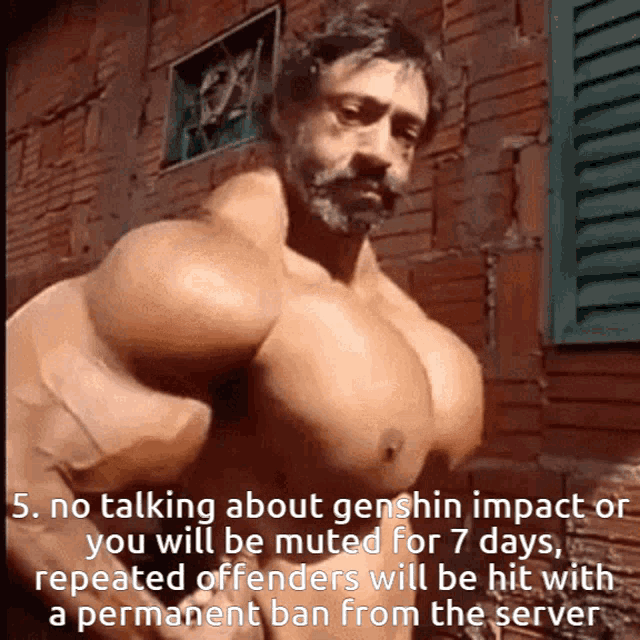 5. no talking about genshin impact or
you will be muted for 7 days,
repeated offenders will be hit with
a permanent ban from the server